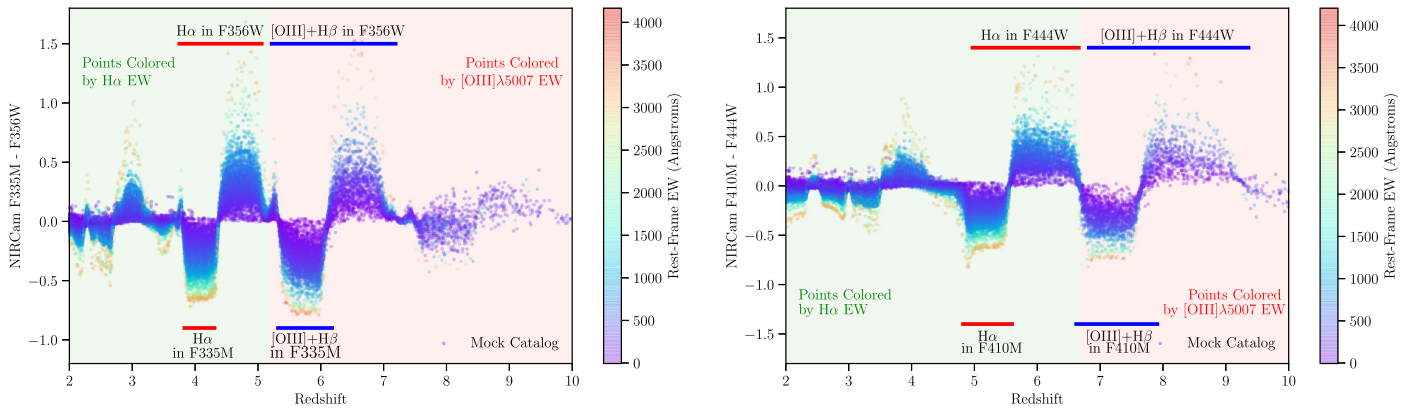 Hα in F356W
[OIII]+Hβ in F356W
Points Colored
by Hα EW
Points Colored
by [OIII]λ5007 EW
1.5
1.0
0.5
0.0
−0.5
−1.0
NIRCam F335M - F356W
Hα
in F335M
[OIII]+Hβ
in F335M
Mock Catalog
2 3 4 5 6 7 8 9 10
Redshift
4000
3500
3000
2500
2000
1500
1000
500
0
Rest-Frame EW (Angstroms)
Hα in F444W
[OIII]+Hβ in F444W
1.5
1.0
0.5
0.0
−0.5
−1.0
−1.5
NIRCam F410M - F444W
Points Colored
by Hα EW
Points Colored
by [OIII]λ5007 EW
Hα
in F410M
[OIII]+Hβ
in F410M
Mock Catalog
2 3 4 5 6 7 8 9 10
Redshift
4000
3500
3000
2500
2000
1500
1000
500
0
Rest-Frame EW (Angstroms)